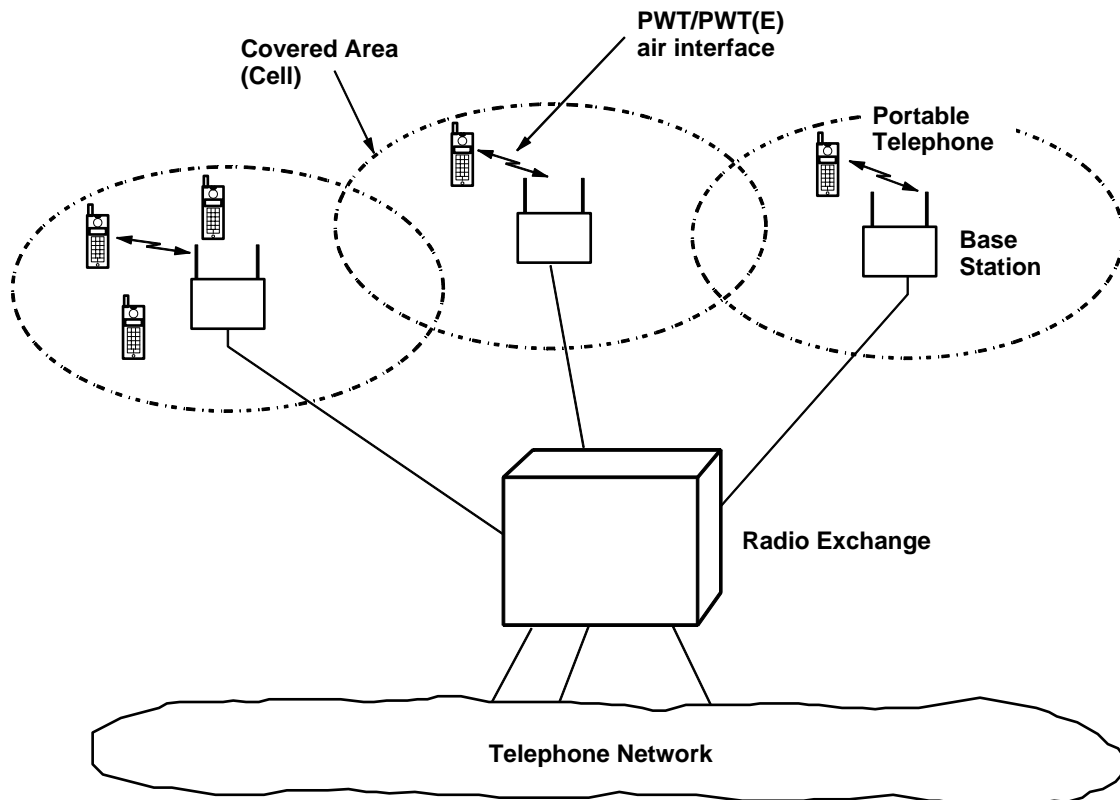 PWT/PWT(E)
air interface
Covered Area
(Cell)
Portable
Telephone
Base
Station
Radio Exchange
Telephone Network